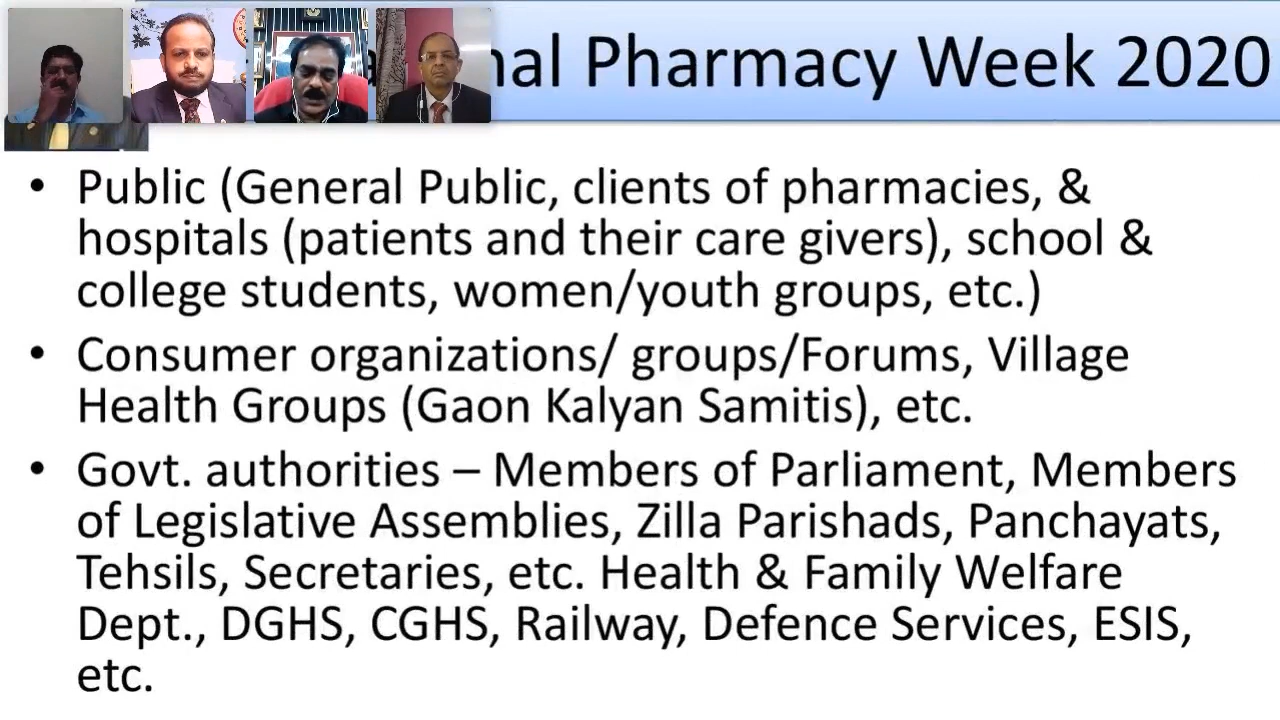 nal Pharmacy Week 2020
• Public (General Public, clients of pharmacies, &
hospitals (patients and their care givers), school &
college students, women/youth groups, etc.)
• Consumer organizations/ groups/Forums, Village
Health Groups (Gaon Kalyan Samitis), etc.
• Govt. authorities – Members of Parliament, Members
of Legislative Assemblies, Zilla Parishads, Panchayats,
Tehsils, Secretaries, etc. Health & Family Welfare
Dept., DGHS, CGHS, Railway, Defence Services, ESIS,
etc.